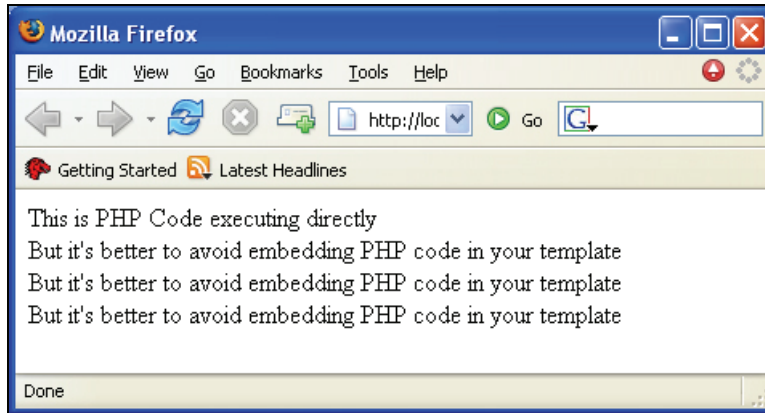 Mozilla Firefox
File Edit View Go Bookmarks Tools Help
http://loc Go G
Getting Started Latest Headlines
This is PHP Code executing directly
But it's better to avoid embedding PHP code in your template
But it's better to avoid embedding PHP code in your template
But it's better to avoid embedding PHP code in your template
Done